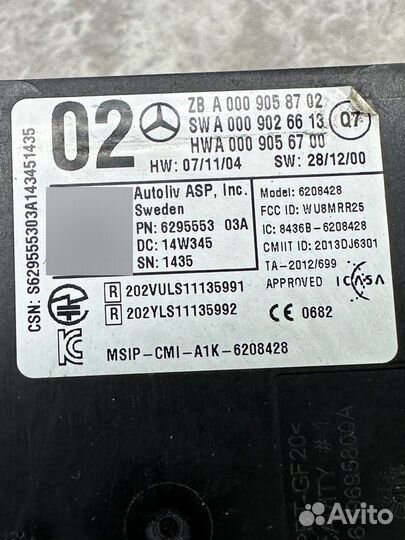 02
ZB A 000 905 87 02
SW A 000 902 66 13
HWA 000 905 67 00
Q7
HW: 07/11/04
SW: 28/12/00
Autoliv ASP, Inc.
Sweden
PN: 6295553 03A
DC: 14W345
SN: 1435
Model: 6208428
FCC ID: WU8MRR25
IC: 8436B-6208428
CMIIT ID: 2013DJ6301
TA-2012/699
APPROVED ICASA
CSN: S629555303A143451435
R 202VULS11135991
R 202YLS11135992
CE 0682
MSIP-CMI-A1K-6208428
-GF20<
Avito